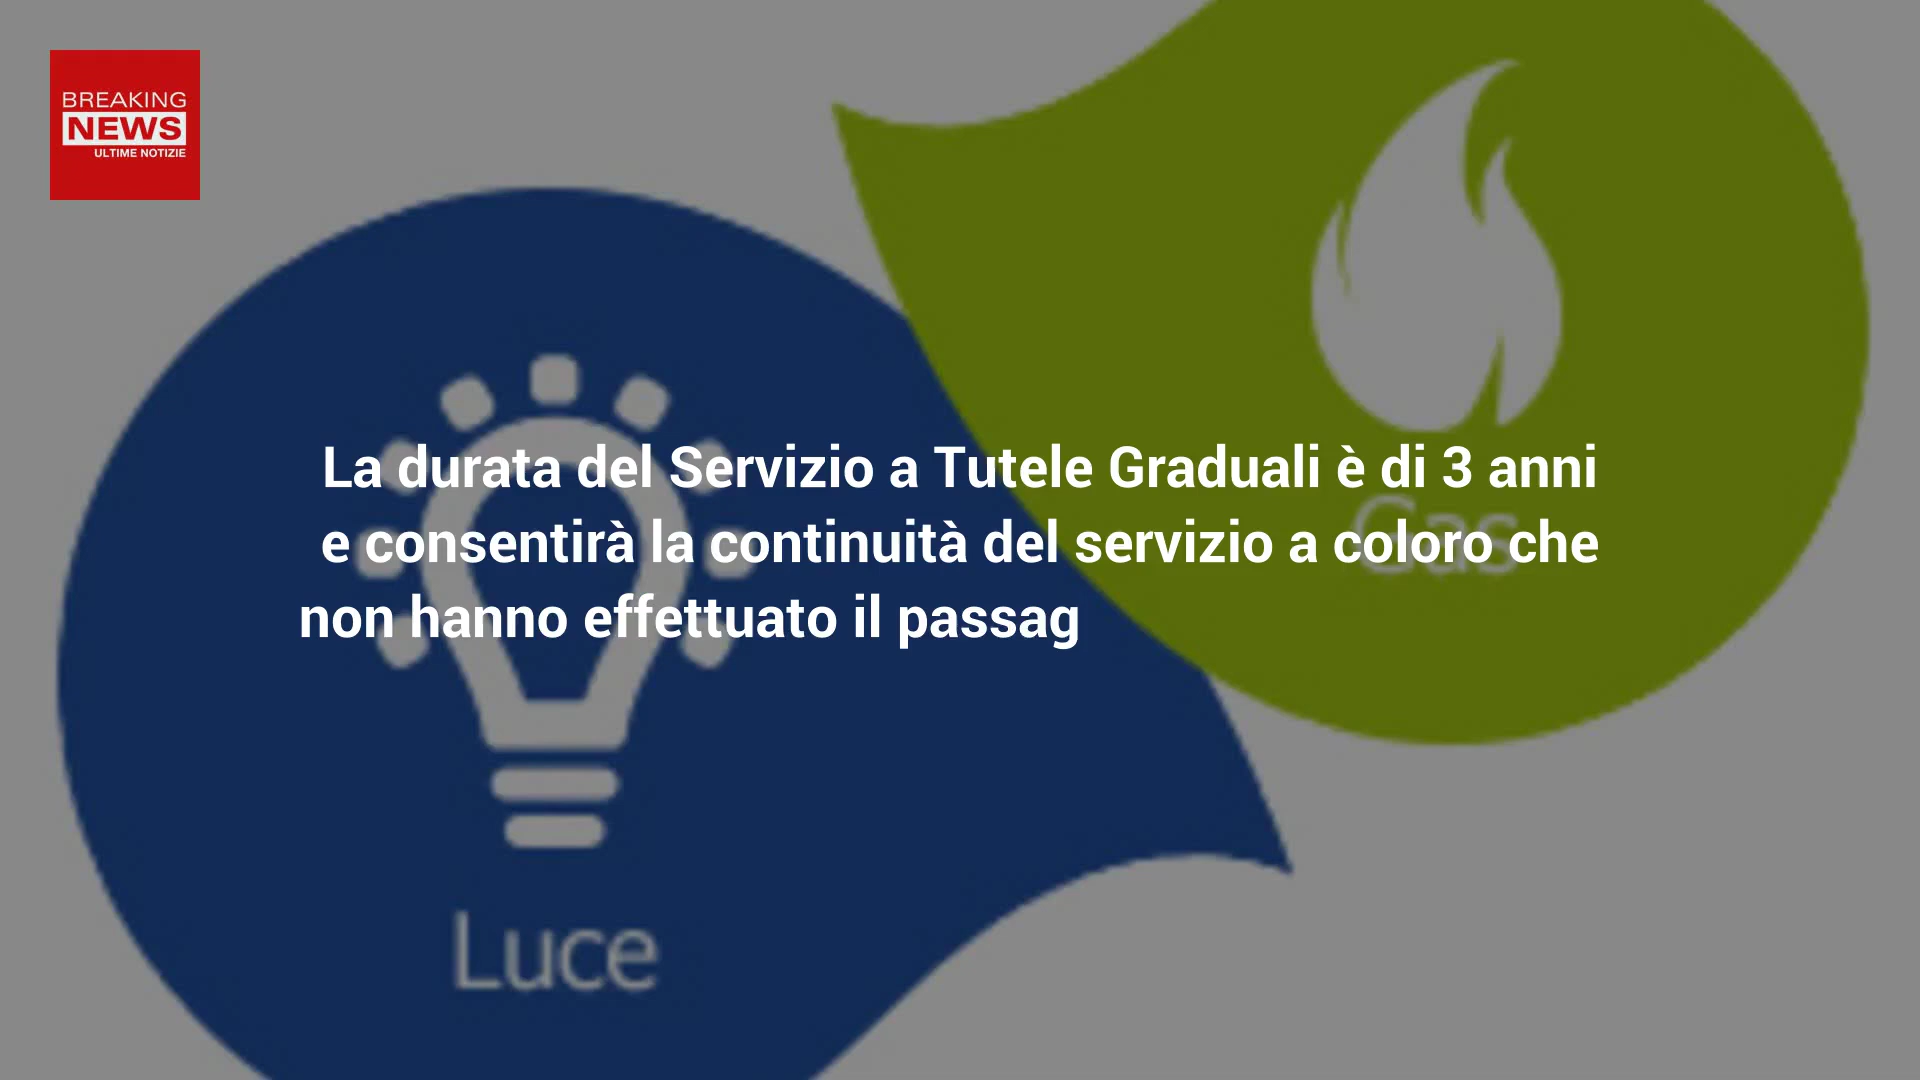 BREAKING
NEWS
ULTIME NOTIZIE
La durata del Servizio a Tutele Graduali è di 3 anni
e consentirà la continuità del servizio a coloro che
non hanno effettuato il passag
Gas
Luce